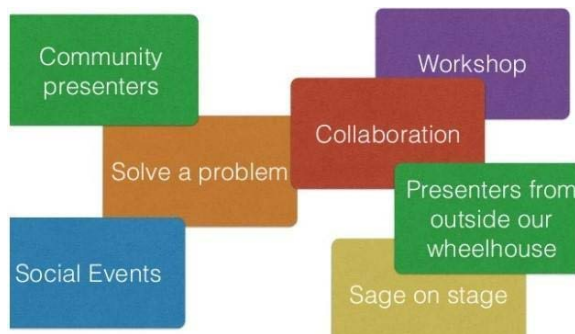 Community
presenters
Workshop
Collaboration
Solve a problem
Presenters from
outside our
wheelhouse
Social Events
Sage on stage